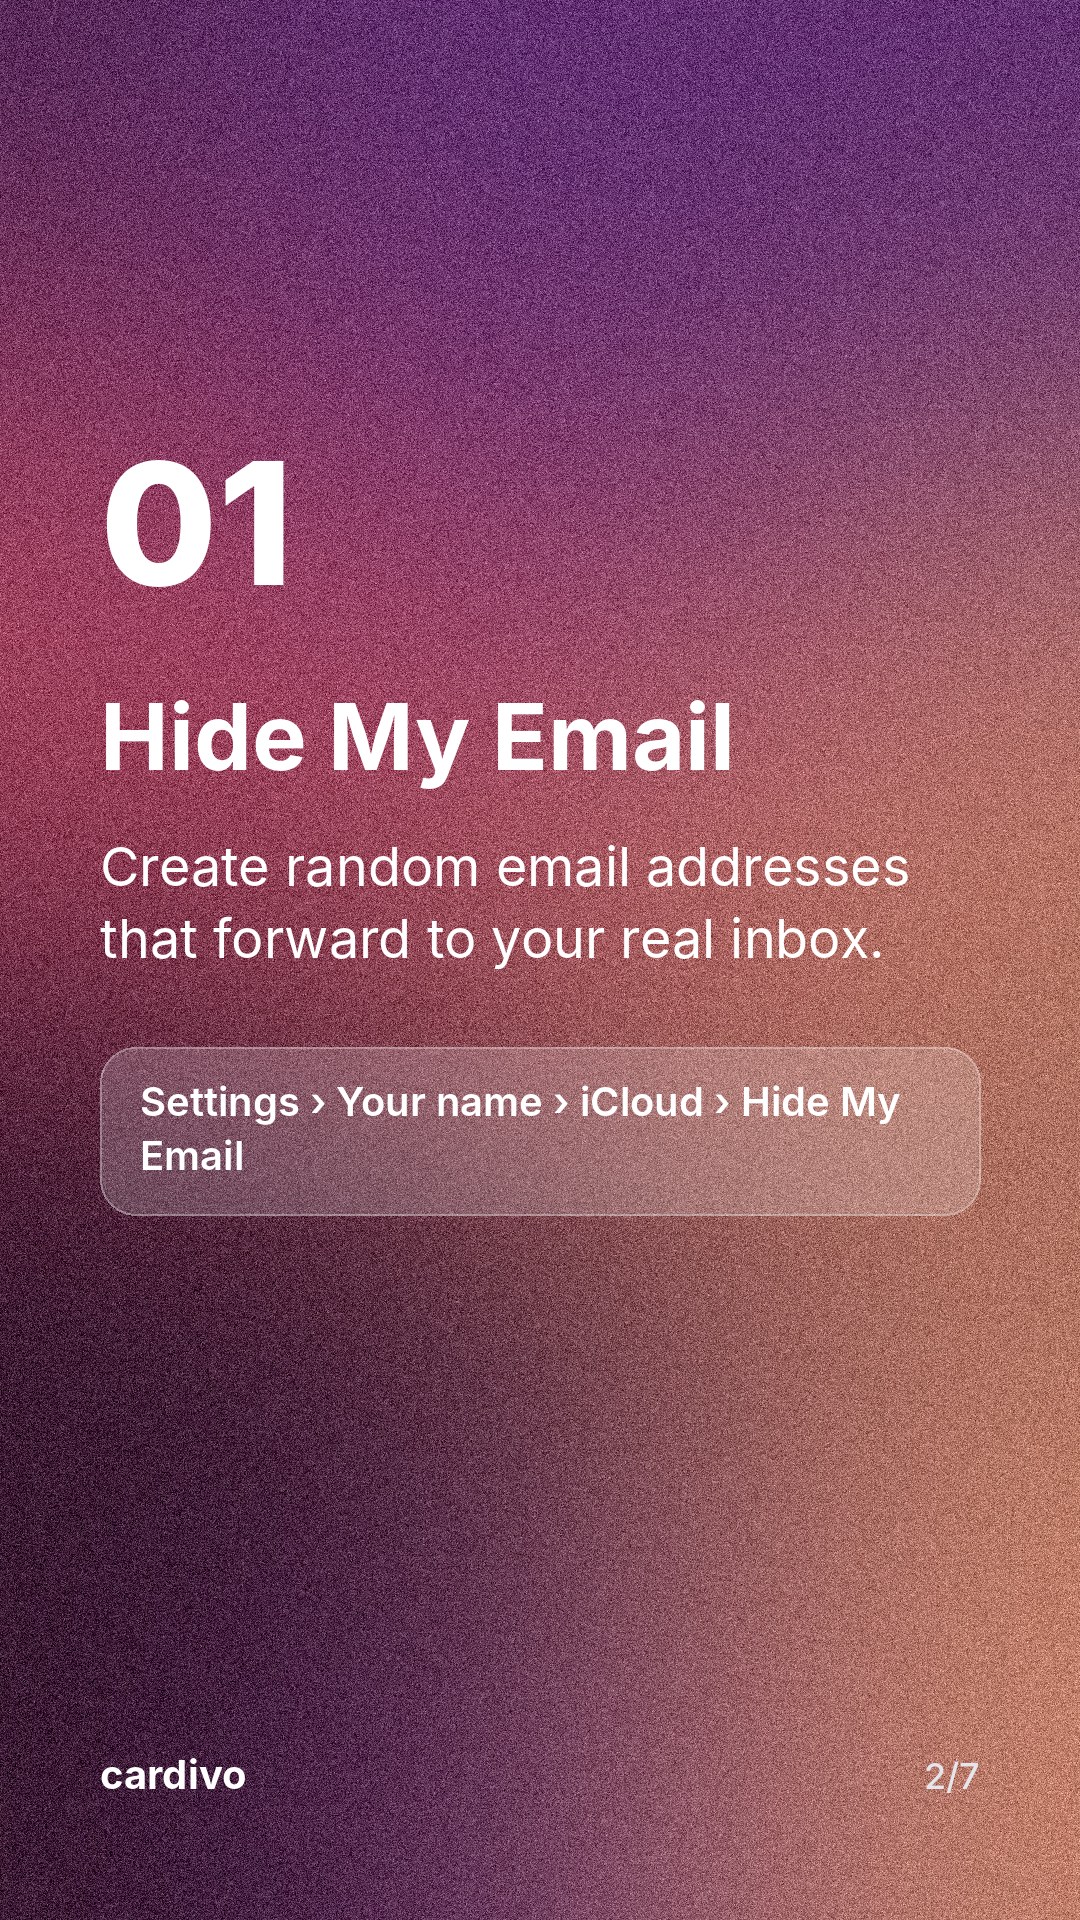 01
Hide My Email
Create random email addresses
that forward to your real inbox.
Settings › Your name › iCloud › Hide My
Email
cardivo
2/7